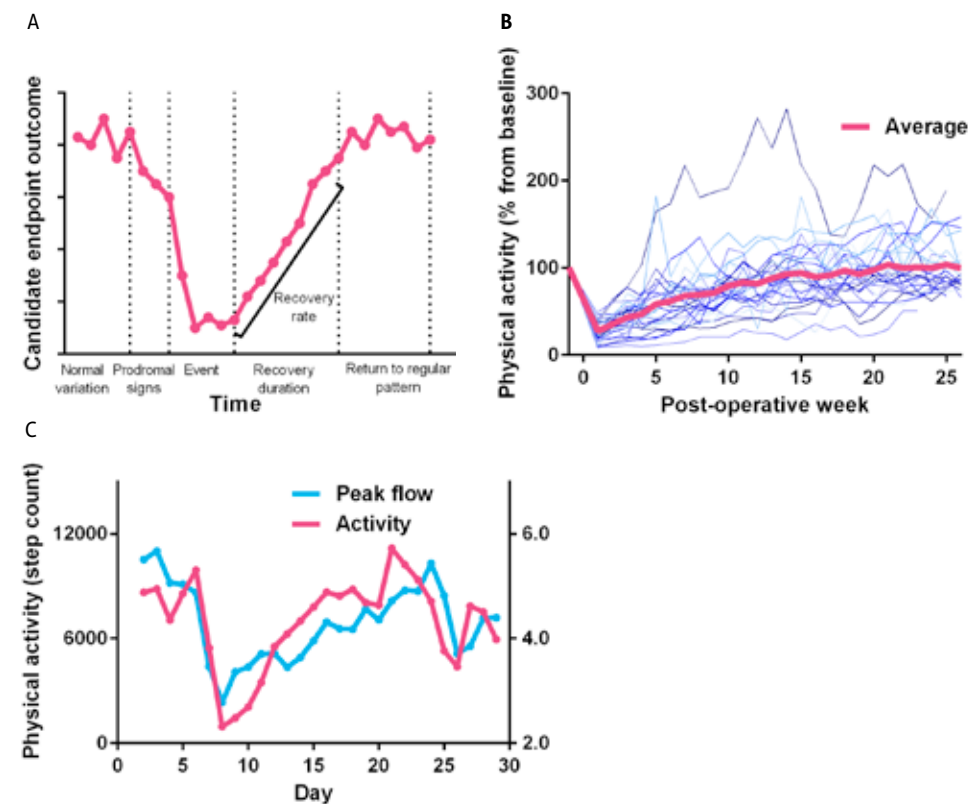 A
Candidate endpoint outcome
Recovery
rate
Normal
variation
Prodromal
signs
Event
Recovery
duration
Return to regular
pattern
Time
B
Physical activity (% from baseline)
300
200
100
0
Average
0 5 10 15 20 25
Post-operative week
C
Physical activity (step count)
12000
6000
0
Peak flow
Activity
6.0
4.0
2.0
0 5 10 15 20 25 30
Day